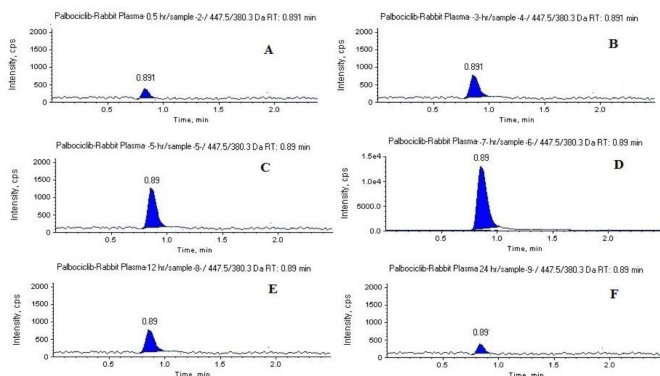 Palbociclib-Rabbit Plasma-0.5 hr/sample -2-/ 447.5/380.3 Da RT: 0.891 min
A
Intensity, cps
2000
1500
1000
500
0
0.891
0.5
1.0
1.5
2.0
Time, min
Palbociclib-Rabbit Plasma--3-hr/sample-4-/ 447.5/380.3 Da RT: 0.891 min
B
Intensity, cps
2000
1500
1000
500
0
0.891
0.5
1.0
1.5
2.0
Time, min
Palbociclib-Rabbit Plasma -5-hr/sample -5-/ 447.5/380.3 Da RT: 0.89 min
C
Intensity, cps
2000
1500
1000
500
0
0.89
0.5
1.0
1.5
2.0
Time, min
Palbociclib-Rabbit Plasma-7-hr/sample-6-/ 447.5/380.3 Da RT: 0.89 min
D
Intensity, cps
1.5e4
1.0e4
5000.0
0.0
0.89
0.5
1.0
1.5
2.0
Time, min
Palbociclib-Rabbit Plasma 12 hr/sample-8-/ 447.5/380.3 Da RT: 0.89 min
E
Intensity, cps
2000
1500
1000
500
0
0.89
0.5
1.0
1.5
2.0
Time, min
Palbociclib-Rabbit Plasma 24 hr/sample -9-/ 447.5/380.3 Da RT: 0.89 min
F
Intensity, cps
2000
1500
1000
500
0
0.89
0.5
1.0
1.5
2.0
Time, min